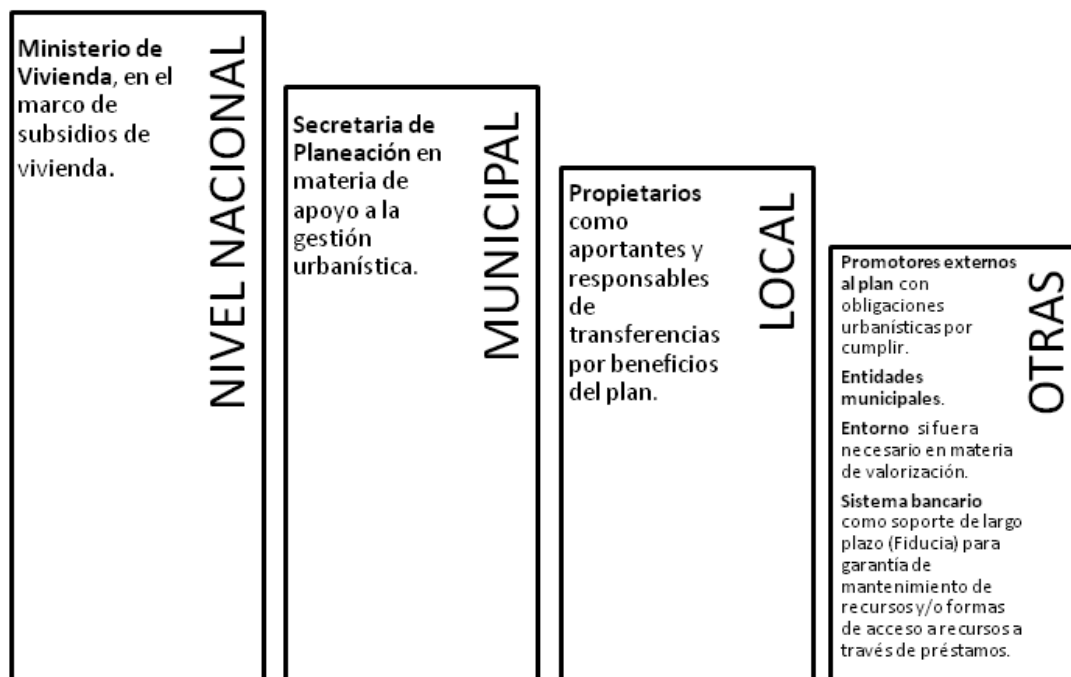 Ministerio de
Vivienda, en el
marco de
subsidios de
vivienda.
NIVEL NACIONAL
Secretaria de
Planeación en
materia de
apoyo a la
gestión
urbanística.
MUNICIPAL
Propietarios
como
aportantes y
responsables
de
transferencias
por beneficios
del plan.
LOCAL
Promotores externos
al plan con
obligaciones
urbanísticas por
cumplir.
Entidades
municipales.
Entorno si fuera
necesario en materia
de valorización.
Sistema bancario
como soporte de largo
plazo (Fiducia) para
garantía de
mantenimiento de
recursos y/o formas
de acceso a recursos a
través de préstamos.
OTRAS